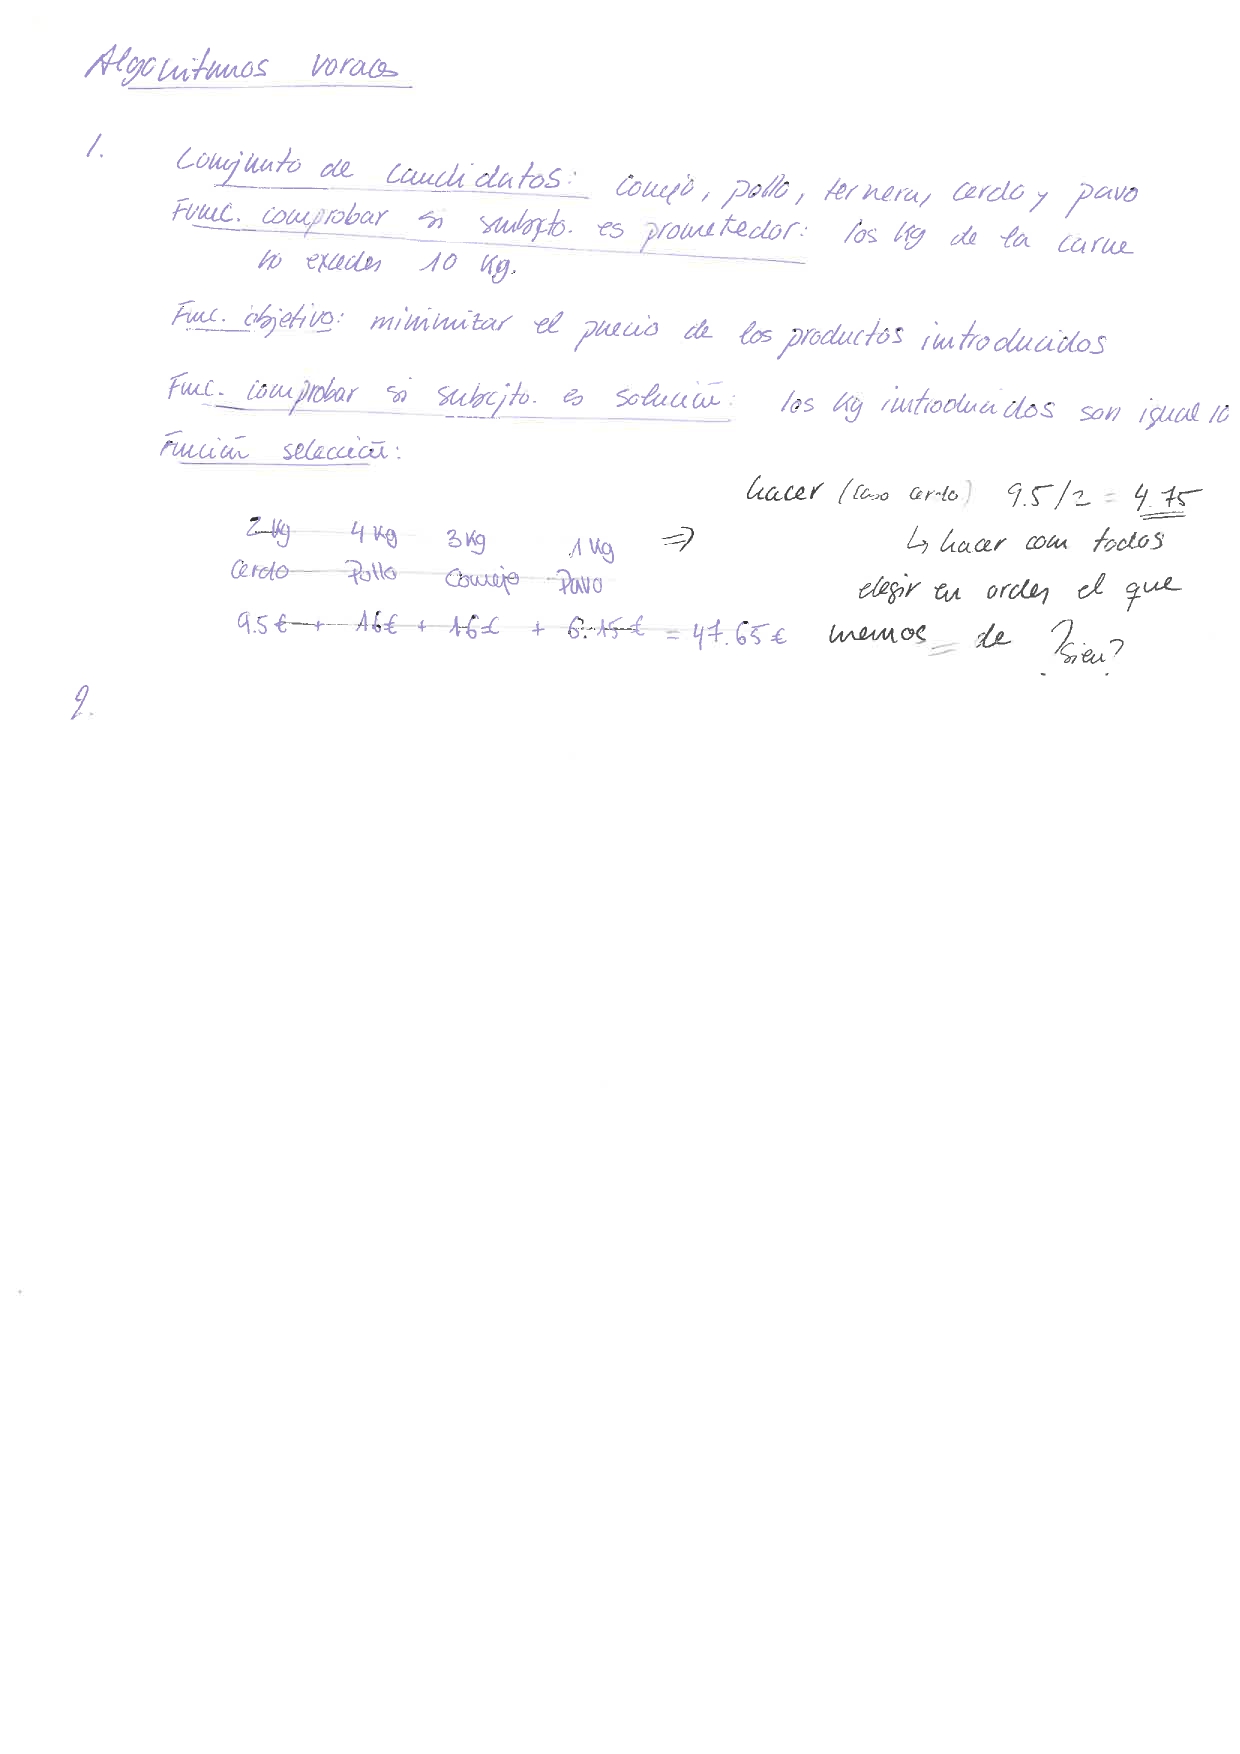 Algoritmos voraces
1. Conjunto de candidatos: conejo, pollo, ternera, cerdo y pavo
Func. comprobar si subcjto. es prometedor: los kg de la carne
no exceden 10 kg.
Func. objetivo: minimizar el precio de los productos introducidos
Func. comprobar si subcjto. es solución: los kg introducidos son igual 10
Función selección:
hacer (caso cerdo) 9.5/2 = 4.75
2 kg 4 kg 3 kg 1 kg ⇒ ↳ hacer con todos
Cerdo Pollo Conejo Pavo elegir en orden el que
9.5€ + 16€ + 16€ + 6.15€ = 47.65€ menos = de
¿Bien?
2.